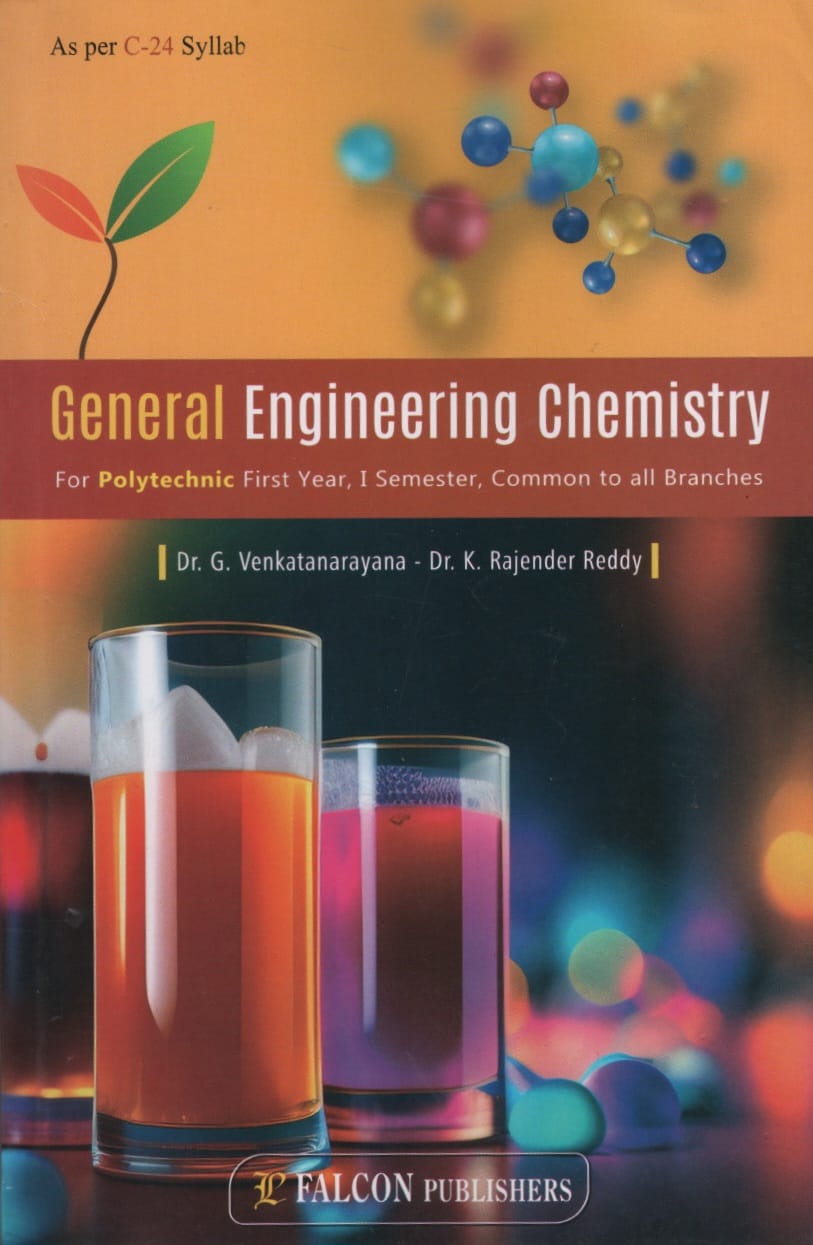 As per C-24 Syllab
General Engineering Chemistry
For Polytechnic First Year, I Semester, Common to all Branches
Dr. G. Venkatanarayana - Dr. K. Rajender Reddy
FALCON PUBLISHERS